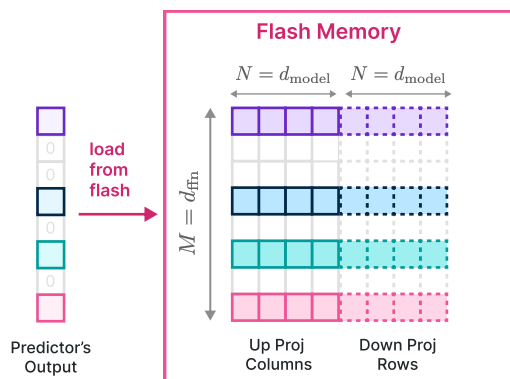 Flash Memory
N = d_model N = d_model
0
0
0
0
load
from
flash
M = d_ffn
Predictor's
Output
Up Proj
Columns
Down Proj
Rows